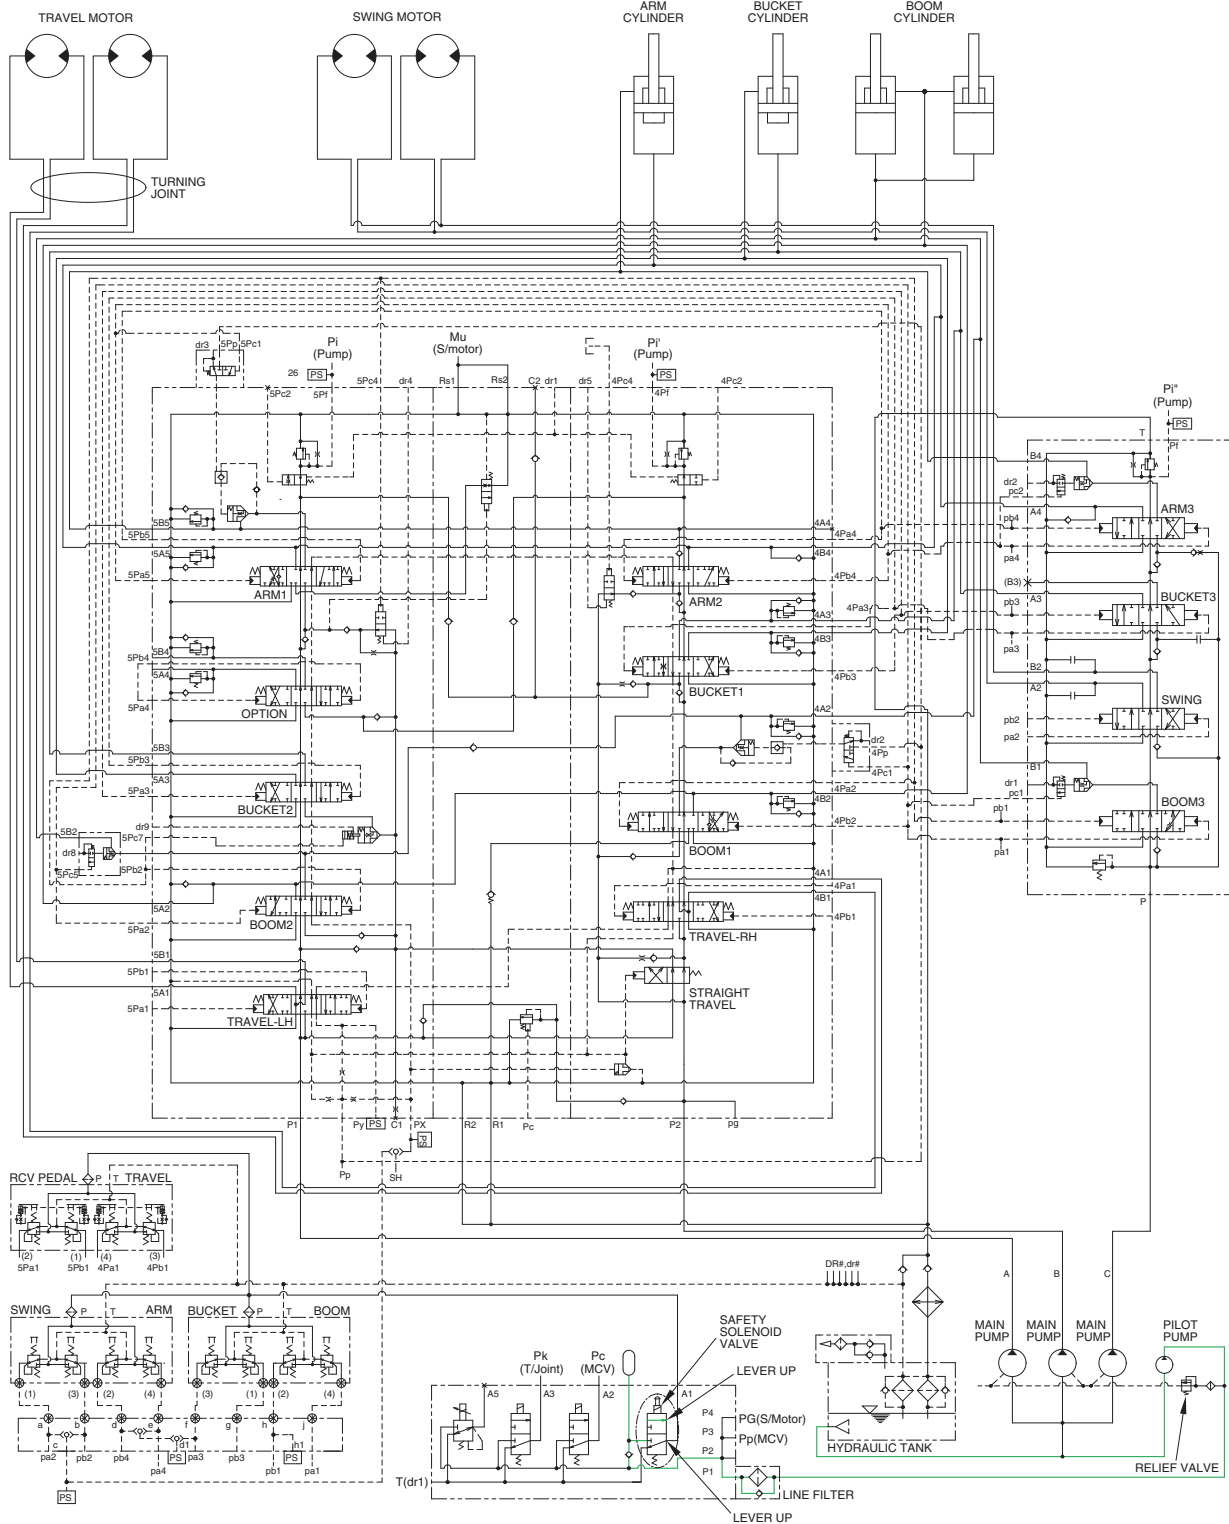 TRAVEL MOTOR
SWING MOTOR
ARM
CYLINDER
BUCKET
CYLINDER
BOOM
CYLINDER
TURNING
JOINT
dr3
5Pp
5Pc1
Pi
(Pump)
Mu
(S/motor)
Pi'
(Pump)
26
PS
PS
5Pc2
5Pf
5Pc4
dr4
Rs1
Rs2
C2
dr1
dr5
4Pc4
4Pf
4Pc2
Pi"
(Pump)
PS
T
Pf
B4
dr2
pc2
A4
pb4
ARM3
pa4
(B3)
A3
pb3
BUCKET3
pa3
B2
A2
SWING
pb2
pa2
B1
dr1
pc1
pb1
BOOM3
pa1
P
5B5
5Pb5
5A5
5Pa5
ARM1
4A4
4Pa4
4B4
4Pb4
ARM2
5B4
5Pb4
5A4
5Pa4
OPTION
4Pa3
4A3
4B3
4Pb3
BUCKET1
5B3
5Pb3
5A3
5Pa3
BUCKET2
4A2
dr2
4Pp
4Pc1
4Pa2
4B2
4Pb2
BOOM1
dr9
5B2
5Pc7
dr8
5Pc5
5Pb2
5A2
5Pa2
BOOM2
4A1
4Pa1
4B1
4Pb1
TRAVEL-RH
5B1
5Pb1
5A1
5Pa1
TRAVEL-LH
STRAIGHT
TRAVEL
P1
Py
PS
C1
PX
R2
R1
Pc
P2
pg
PS
Pp
SH
RCV PEDAL
P
T
TRAVEL
(2)
(1)
(4)
(3)
5Pa1
5Pb1
4Pa1
4Pb1
SWING
P
T
ARM
BUCKET
P
T
BOOM
(1)
(3)
(2)
(4)
(3)
(1)
(2)
(4)
a
b
d
e
f
g
h
j
c
d1
h1
pa2
pb2
pb4
pa4
PS
pa3
pb3
pb1
PS
pa1
PS
DR#,dr#
A
B
C
MAIN
PUMP
MAIN
PUMP
MAIN
PUMP
PILOT
PUMP
HYDRAULIC TANK
RELIEF VALVE
SAFETY
SOLENOID
VALVE
LEVER UP
Pk
(T/Joint)
Pc
(MCV)
A5
A3
A2
A1
P4
PG(S/Motor)
P3
Pp(MCV)
P2
P1
T(dr1)
LINE FILTER
LEVER UP